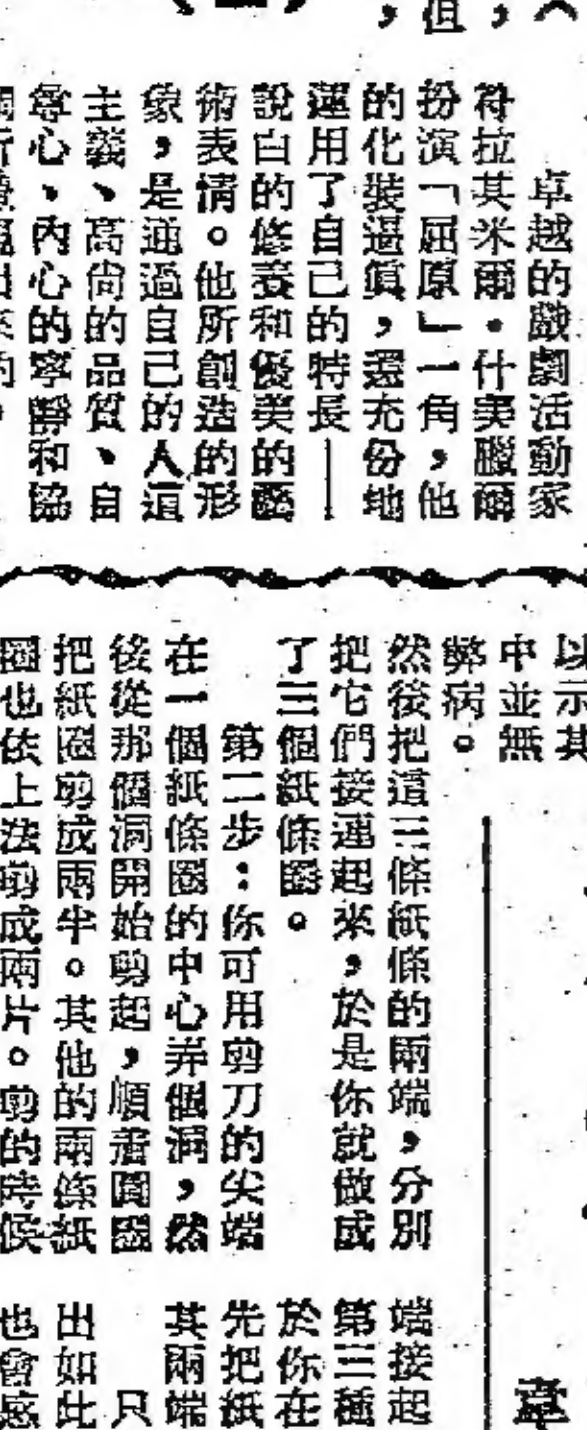 ，但，
卓越的戲劇活動家
符拉其米爾·什美臘爾
扮演「屈原」一角，他
的化裝逼眞，還充份地
運用了自己的特長──
說白的修養和優美的藝
術表情。他所創造的形
象，是通過自己的人道
主義、高尙的品質、自
尊心、內心的寧靜和協
以示其
中並無
弊病。
然後把這三條紙條的兩端，分別
把它們接連起來，於是你就做成
了三個紙條圈。
第二步：你可用剪刀的尖端
在一個紙條圈的中心弄個洞，然
後從那個洞開始剪起，順着圓圈
把紙圈剪成兩半。其他的兩條紙
圈也依上法剪成兩片。剪的時候
章
端接起
第三種
於你在
先把紙
其兩端
只
出如此
也會感